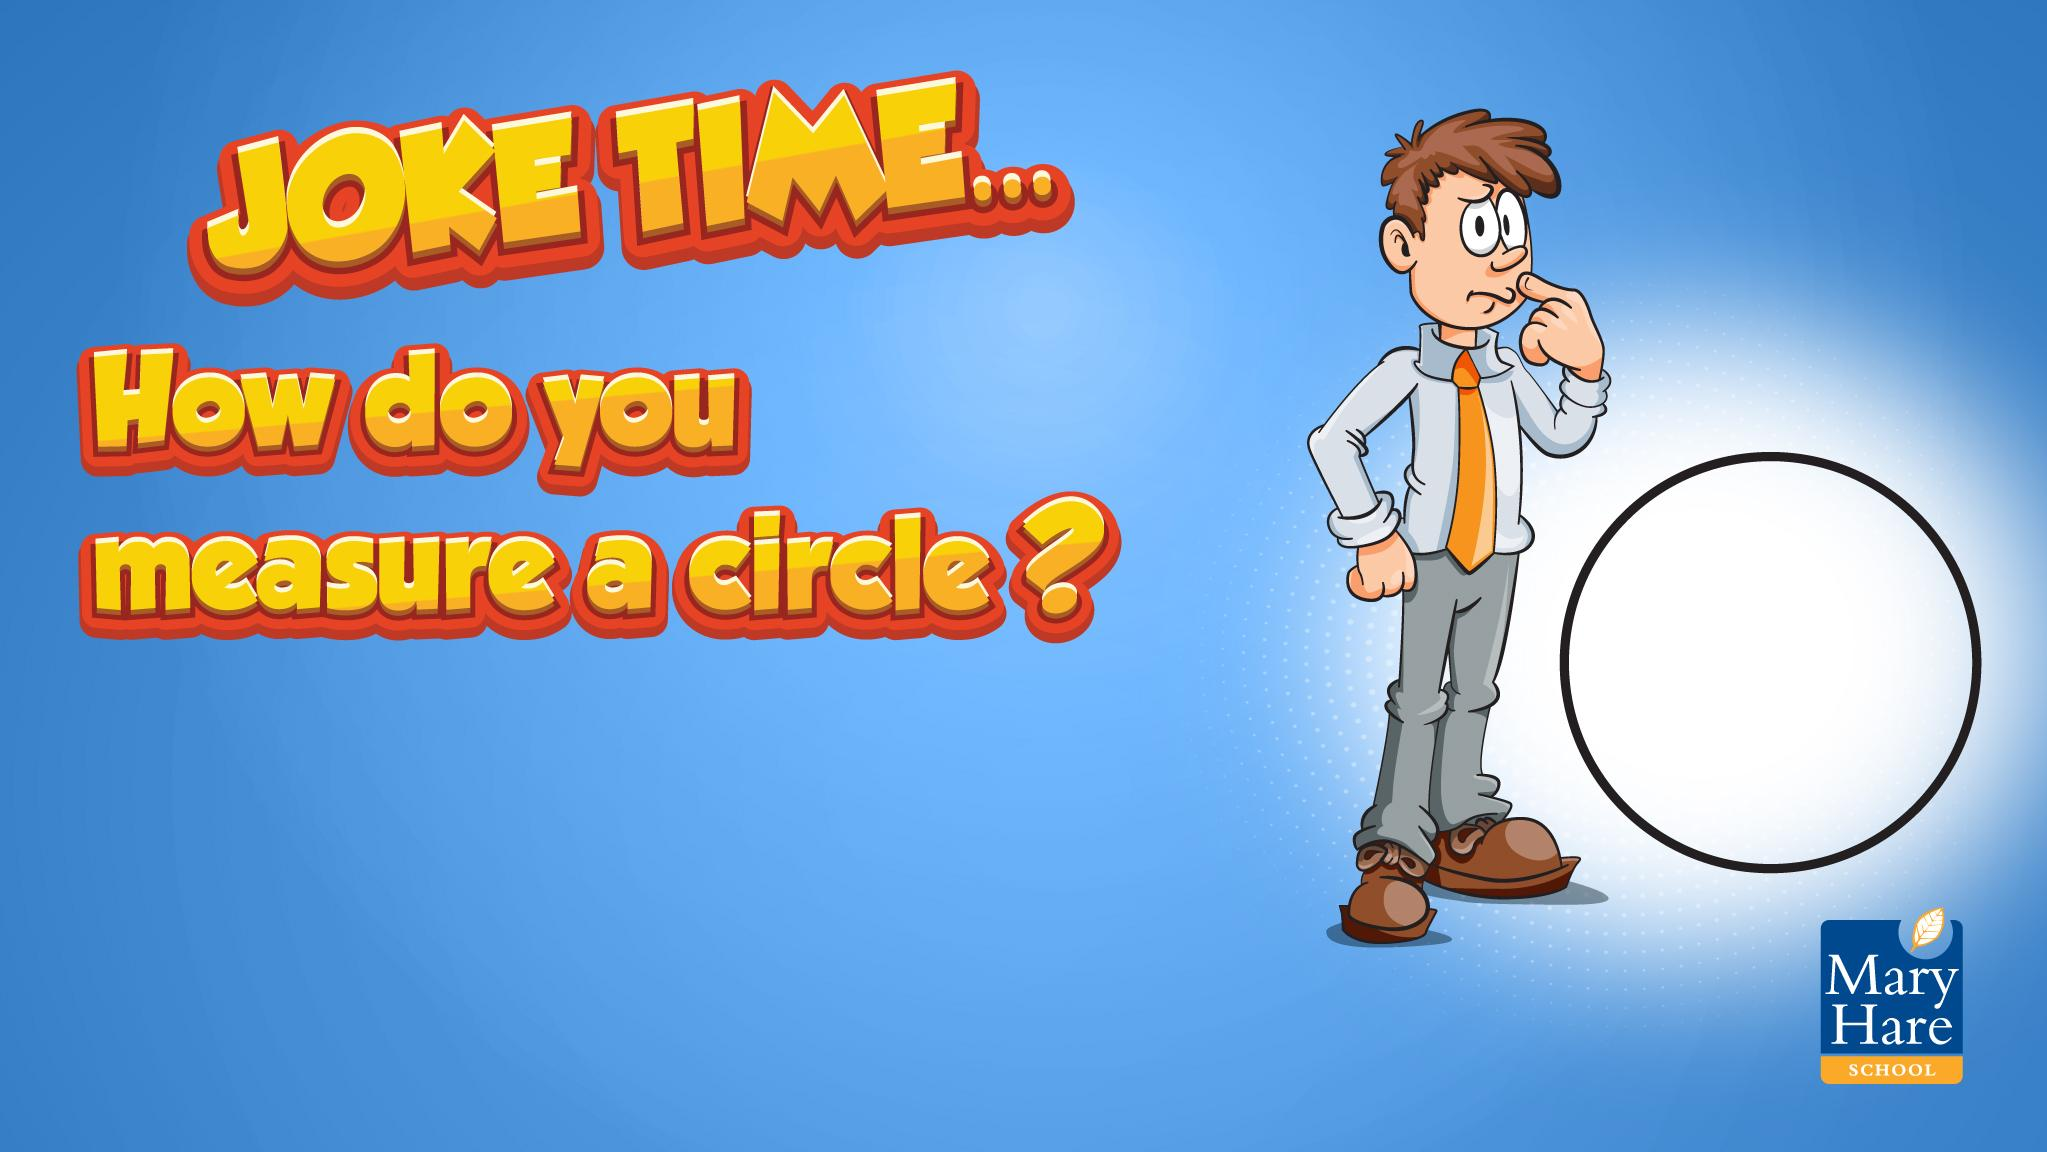 JOKE TIME...
How do you
measure a circle?
Mary
Hare
SCHOOL